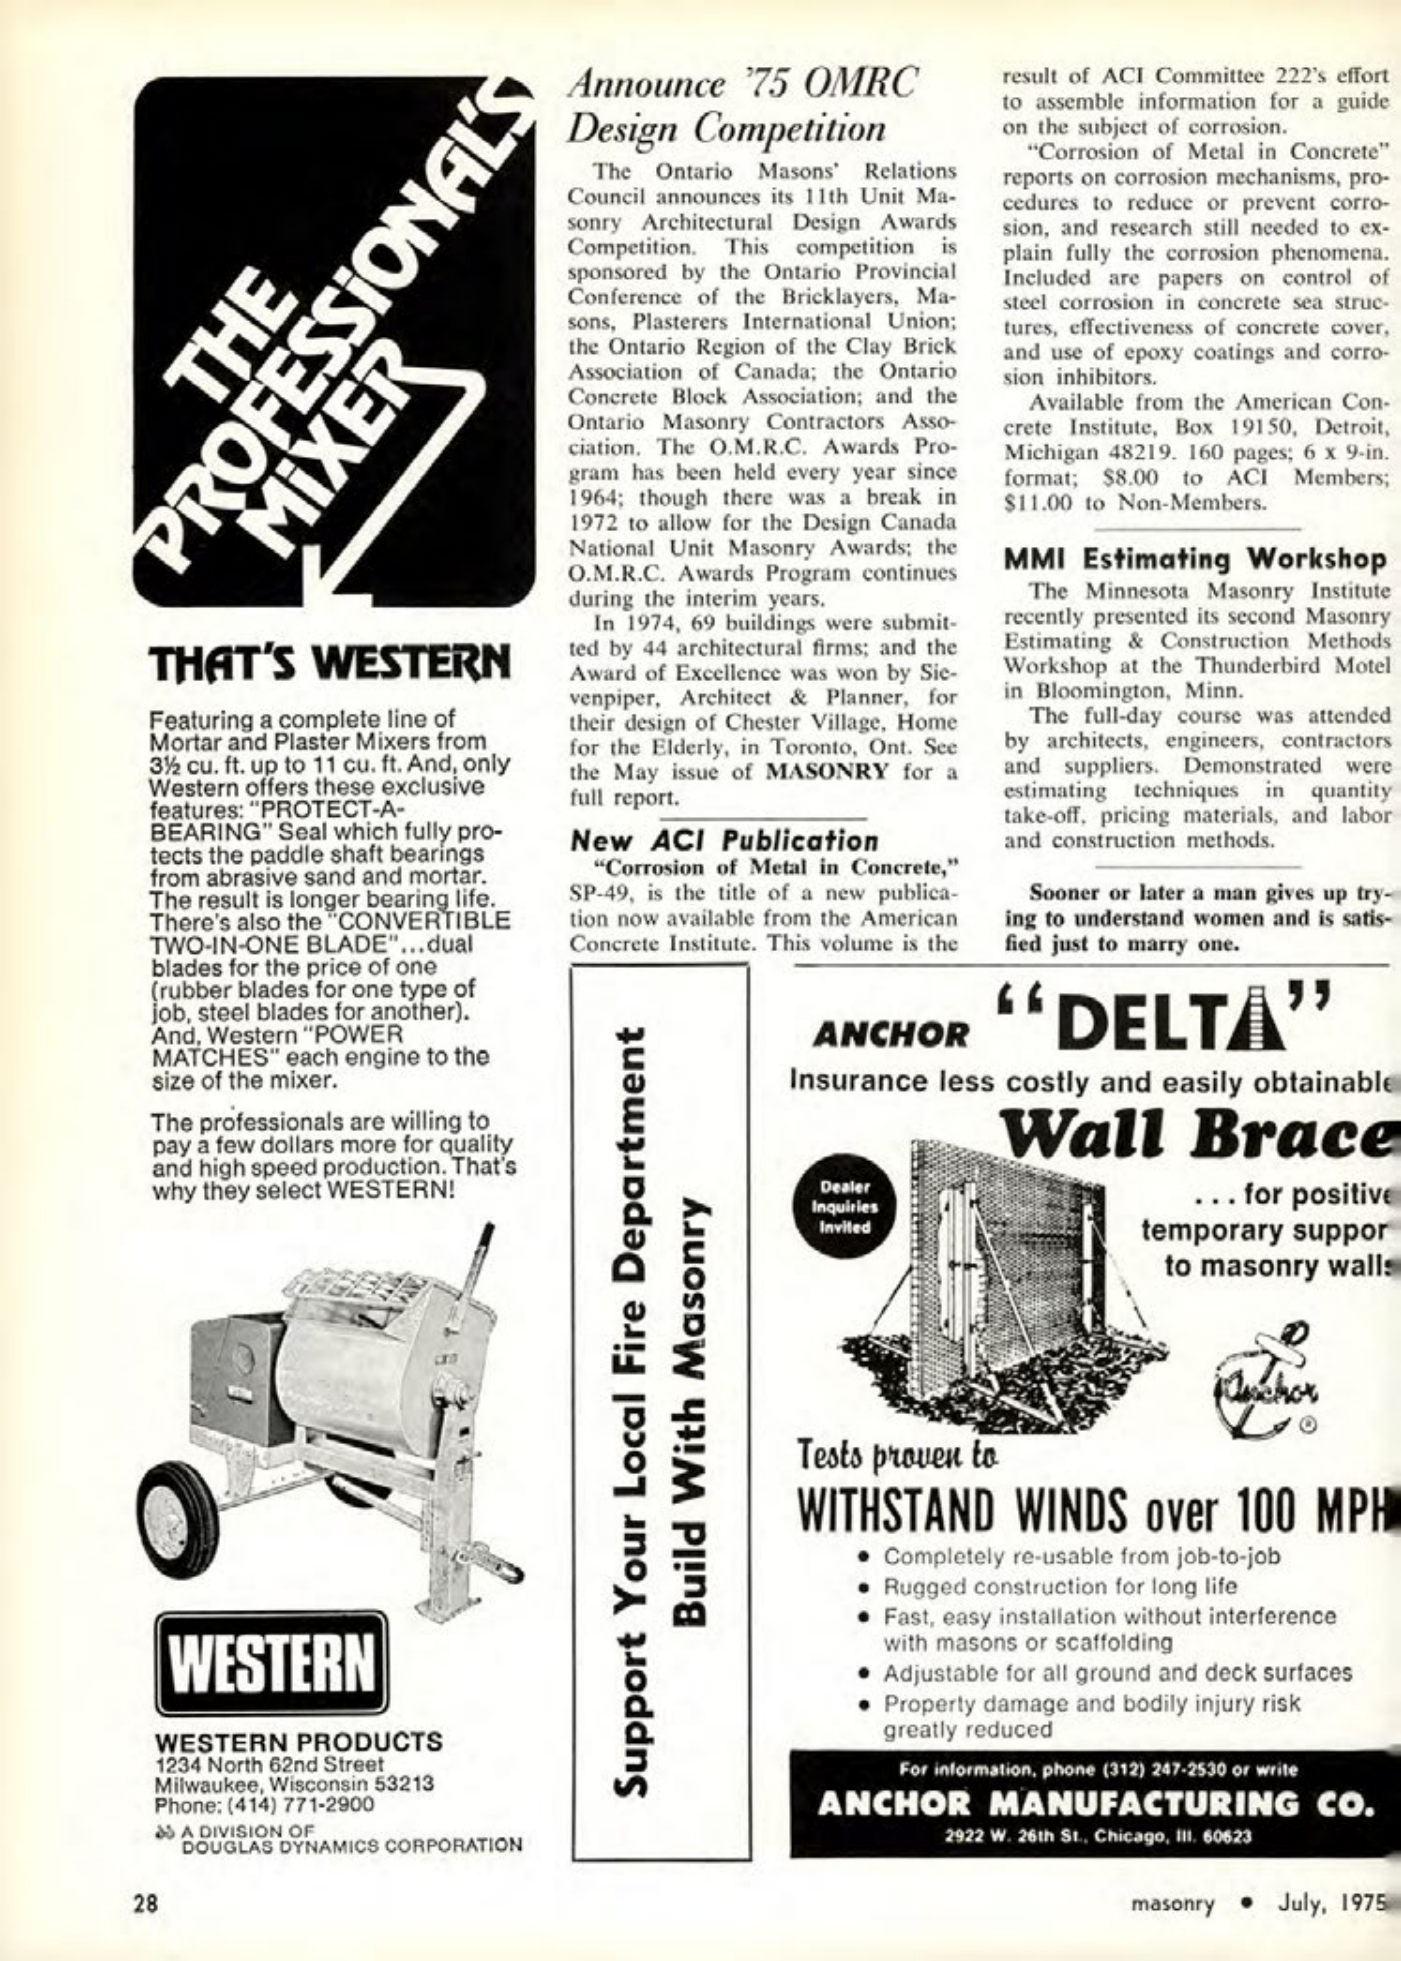 THE
PROFESSIONAL'S
MIXER
THAT'S WESTERN
Featuring a complete line of
Mortar and Plaster Mixers from
3½ cu. ft. up to 11 cu. ft. And, only
Western offers these exclusive
features: "PROTECT-A-
BEARING" Seal which fully pro-
tects the paddle shaft bearings
from abrasive sand and mortar.
The result is longer bearing life.
There's also the "CONVERTIBLE
TWO-IN-ONE BLADE"...dual
blades for the price of one
(rubber blades for one type of
job, steel blades for another).
And, Western "POWER
MATCHES" each engine to the
size of the mixer.
The professionals are willing to
pay a few dollars more for quality
and high speed production. That's
why they select WESTERN!
WESTERN
WESTERN PRODUCTS
1234 North 62nd Street
Milwaukee, Wisconsin 53213
Phone: (414) 771-2900
A DIVISION OF
DOUGLAS DYNAMICS CORPORATION
Announce '75 OMRC
Design Competition
The Ontario Masons' Relations
Council announces its 11th Unit Ma-
sonry Architectural Design Awards
Competition. This competition is
sponsored by the Ontario Provincial
Conference of the Bricklayers, Ma-
sons, Plasterers International Union;
the Ontario Region of the Clay Brick
Association of Canada; the Ontario
Concrete Block Association; and the
Ontario Masonry Contractors Asso-
ciation. The O.M.R.C. Awards Pro-
gram has been held every year since
1964; though there was a break in
1972 to allow for the Design Canada
National Unit Masonry Awards; the
O.M.R.C. Awards Program continues
during the interim years.
In 1974, 69 buildings were submit-
ted by 44 architectural firms; and the
Award of Excellence was won by Sie-
venpiper, Architect & Planner, for
their design of Chester Village, Home
for the Elderly, in Toronto, Ont. See
the May issue of MASONRY for a
full report.
New ACI Publication
"Corrosion of Metal in Concrete,"
SP-49, is the title of a new publica-
tion now available from the American
Concrete Institute. This volume is the
result of ACI Committee 222's effort
to assemble information for a guide
on the subject of corrosion.
"Corrosion of Metal in Concrete"
reports on corrosion mechanisms, pro-
cedures to reduce or prevent corro-
sion, and research still needed to ex-
plain fully the corrosion phenomena.
Included are papers on control of
steel corrosion in concrete sea struc-
tures, effectiveness of concrete cover,
and use of epoxy coatings and corro-
sion inhibitors.
Available from the American Con-
crete Institute, Box 19150, Detroit,
Michigan 48219. 160 pages; 6 x 9-in.
format; $8.00 to ACI Members;
$11.00 to Non-Members.
MMI Estimating Workshop
The Minnesota Masonry Institute
recently presented its second Masonry
Estimating & Construction Methods
Workshop at the Thunderbird Motel
in Bloomington, Minn.
The full-day course was attended
by architects, engineers, contractors
and suppliers. Demonstrated were
estimating techniques in quantity
take-off, pricing materials, and labor
and construction methods.
Sooner or later a man gives up try-
ing to understand women and is satis-
fied just to marry one.
Support Your Local Fire Department
Build With Masonry
ANCHOR "DELTA"
Insurance less costly and easily obtainable
Wall Brace
Dealer
Inquiries
Invited
... for positive
temporary suppor
to masonry walls
Anchor
®
Tests proven to
WITHSTAND WINDS over 100 MPH
• Completely re-usable from job-to-job
• Rugged construction for long life
• Fast, easy installation without interference
with masons or scaffolding
• Adjustable for all ground and deck surfaces
• Property damage and bodily injury risk
greatly reduced
For information, phone (312) 247-2530 or write
ANCHOR MANUFACTURING CO.
2922 W. 26th St., Chicago, Ill. 60623
28
masonry • July, 1975